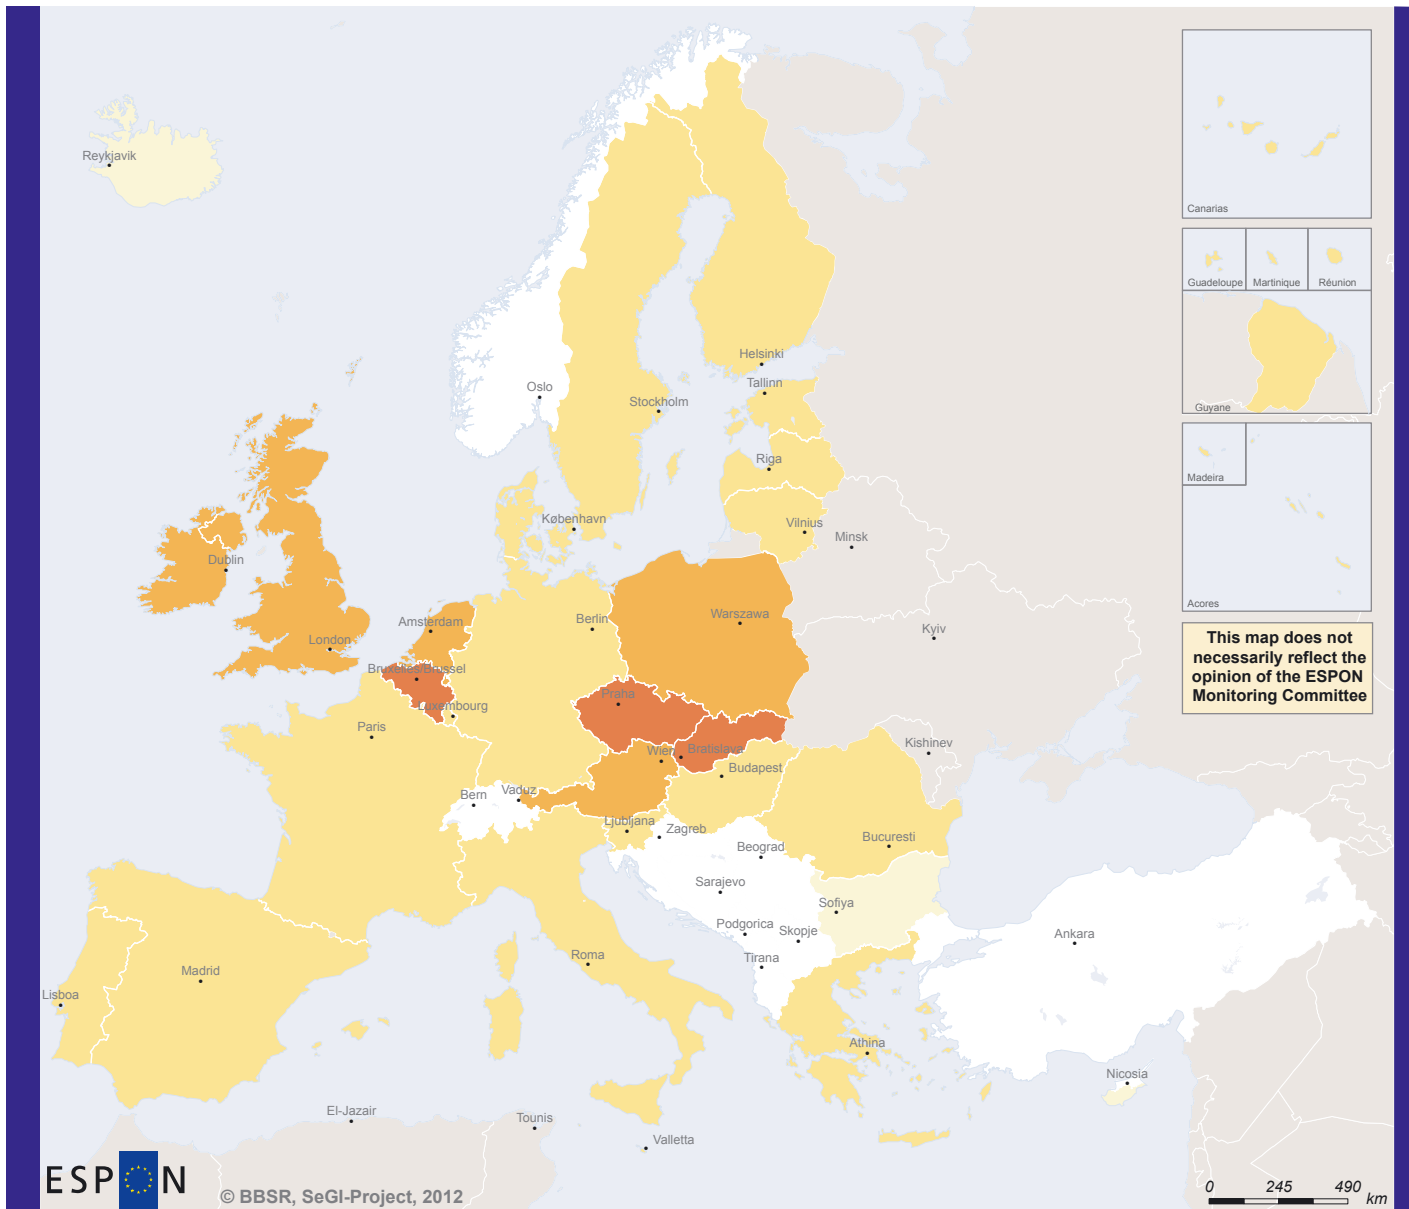 Reykjavik
Canarias
Guadeloupe
Martinique
Réunion
Guyane
Madeira
Acores
This map does not
necessarily reflect the
opinion of the ESPON
Monitoring Committee
Helsinki
Tallinn
Oslo
Stockholm
Riga
København
Vilnius
Minsk
Dublin
Amsterdam
Berlin
Warszawa
Kyiv
London
Bruxelles/Brussel
Praha
Luxembourg
Paris
Wien
Bratislava
Kishinev
Budapest
Bern
Vaduz
Ljubljana
Zagreb
Bucuresti
Beograd
Sarajevo
Sofiya
Podgorica
Skopje
Ankara
Tirana
Roma
Madrid
Lisboa
Athina
Nicosia
El-Jazair
Tounis
Valletta
ESP N
© BBSR, SeGI-Project, 2012
0 245 490
km